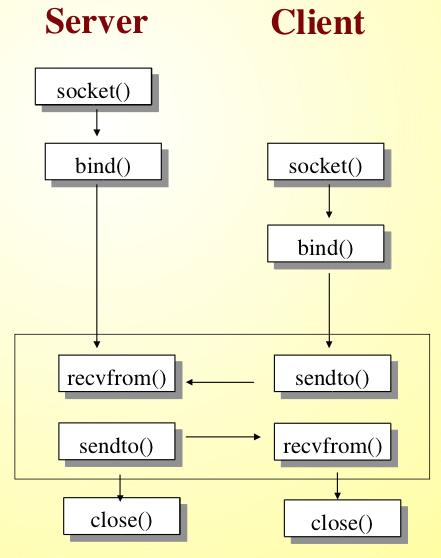 Server
Client
socket()
bind()
socket()
bind()
recvfrom()
sendto()
sendto()
recvfrom()
close()
close()